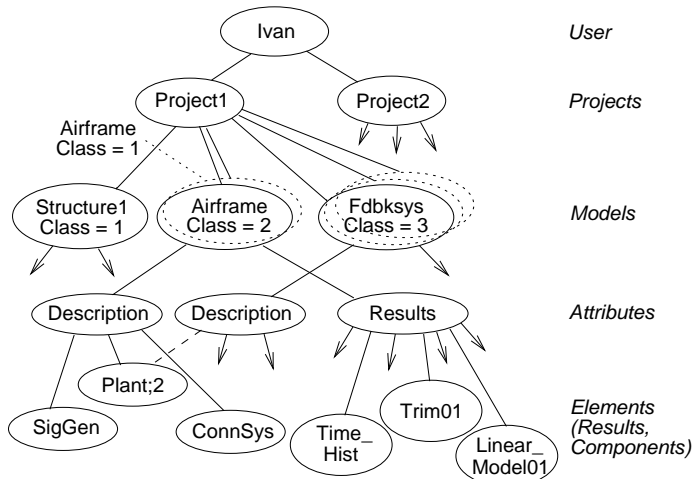 Ivan
User
Project1
Project2
Projects
Airframe
Class = 1
Structure1
Class = 1
Airframe
Class = 2
Fdbksys
Class = 3
Models
Description
Description
Results
Attributes
Plant;2
Trim01
SigGen
ConnSys
Time_
Hist
Linear_
Model01
Elements
(Results,
Components)